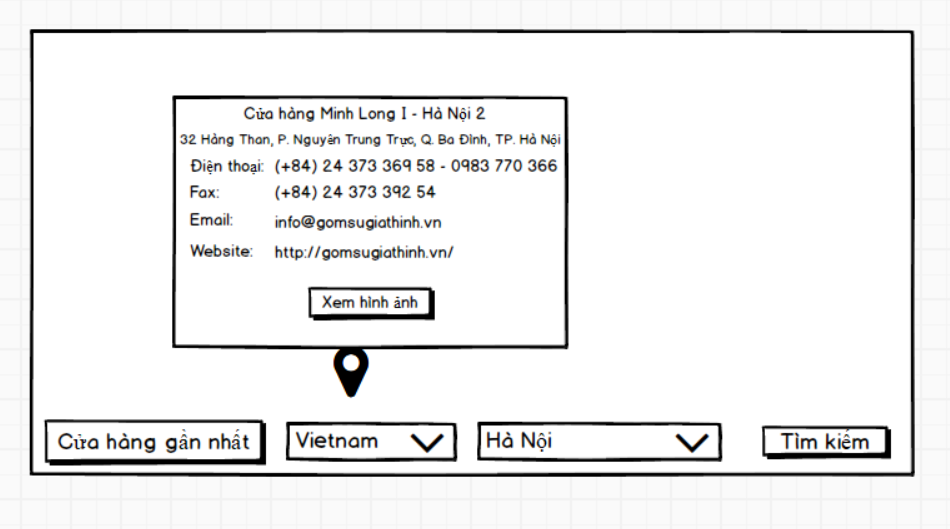 Cửa hàng Minh Long I - Hà Nội 2
32 Hàng Than, P. Nguyễn Trung Trực, Q. Ba Đình, TP. Hà Nội
Điện thoại: (+84) 24 373 369 58 - 0983 770 366
Fax: (+84) 24 373 392 54
Email: info@gomsugiathinh.vn
Website: http://gomsugiathinh.vn/
Xem hình ảnh
Cửa hàng gần nhất Vietnam Hà Nội Tìm kiếm